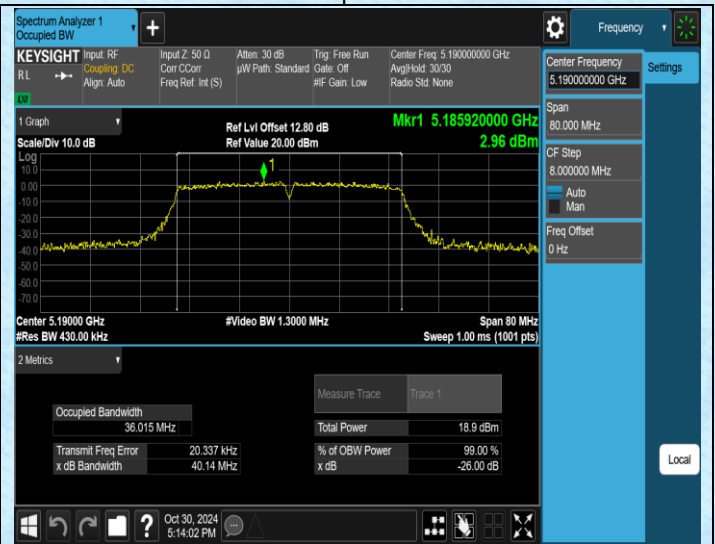 Spectrum Analyzer 1
Occupied BW
Frequency
KEYSIGHT
RL
Input: RF
Coupling: DC
Align: Auto
Input Z: 50 Ω
Corr CCorr
Freq Ref: Int (S)
Atten: 30 dB
µW Path: Standard
Trig: Free Run
Gate: Off
#IF Gain: Low
Center Freq: 5.190000000 GHz
Avg|Hold: 30/30
Radio Std: None
1 Graph
Scale/Div 10.0 dB
Ref Lvl Offset 12.80 dB
Ref Value 20.00 dBm
Mkr1 5.185920000 GHz
2.96 dBm
Log
10.0
0.00
-10.0
-20.0
-30.0
-40.0
-50.0
-60.0
-70.0
1
Center 5.19000 GHz
#Res BW 430.00 kHz
#Video BW 1.3000 MHz
Span 80 MHz
Sweep 1.00 ms (1001 pts)
2 Metrics
Measure Trace
Trace 1
Occupied Bandwidth
36.015 MHz
Total Power
18.9 dBm
Transmit Freq Error
20.337 kHz
% of OBW Power
99.00 %
x dB Bandwidth
40.14 MHz
x dB
-26.00 dB
Center Frequency
5.190000000 GHz
Settings
Span
80.000 MHz
CF Step
8.000000 MHz
Auto
Man
Freq Offset
0 Hz
Local
?
Oct 30, 2024
5:14:02 PM